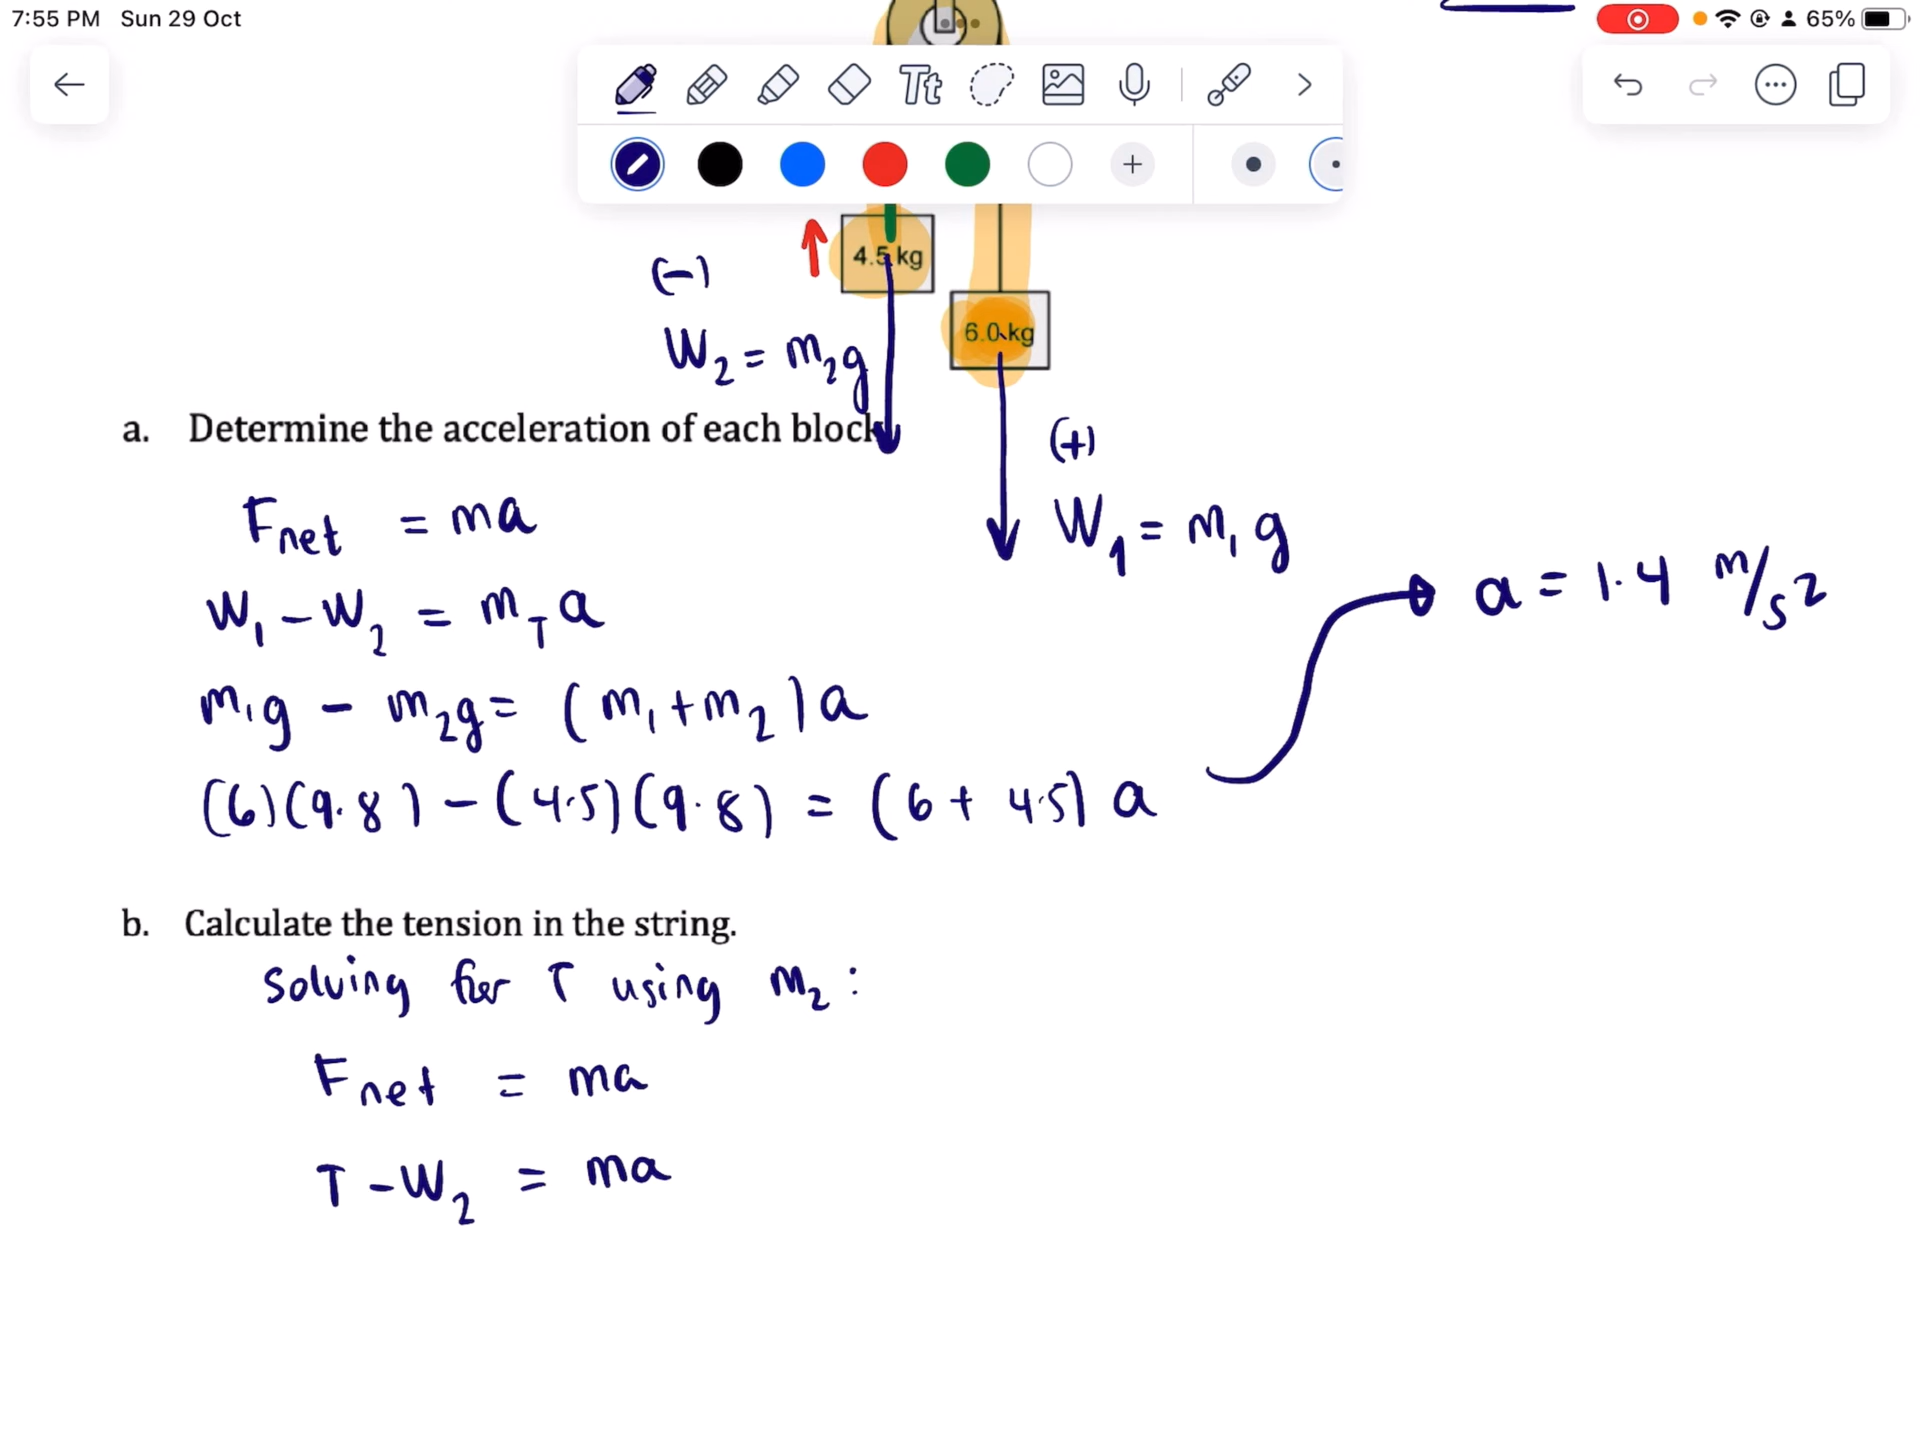 7:55 PM Sun 29 Oct
65%
Tt
4.5 kg
(-)
6.0 kg
W₂ = m₂g
a. Determine the acceleration of each block
(+)
Fnet = ma
W₁ = m₁g
W₁ - W₂ = mTa
a = 1.4 m/s²
m₁g - m₂g = (m₁ + m₂)a
(6)(9.8) - (4.5)(9.8) = (6 + 4.5) a
b. Calculate the tension in the string.
Solving for T using m₂:
Fnet = ma
T - W₂ = ma